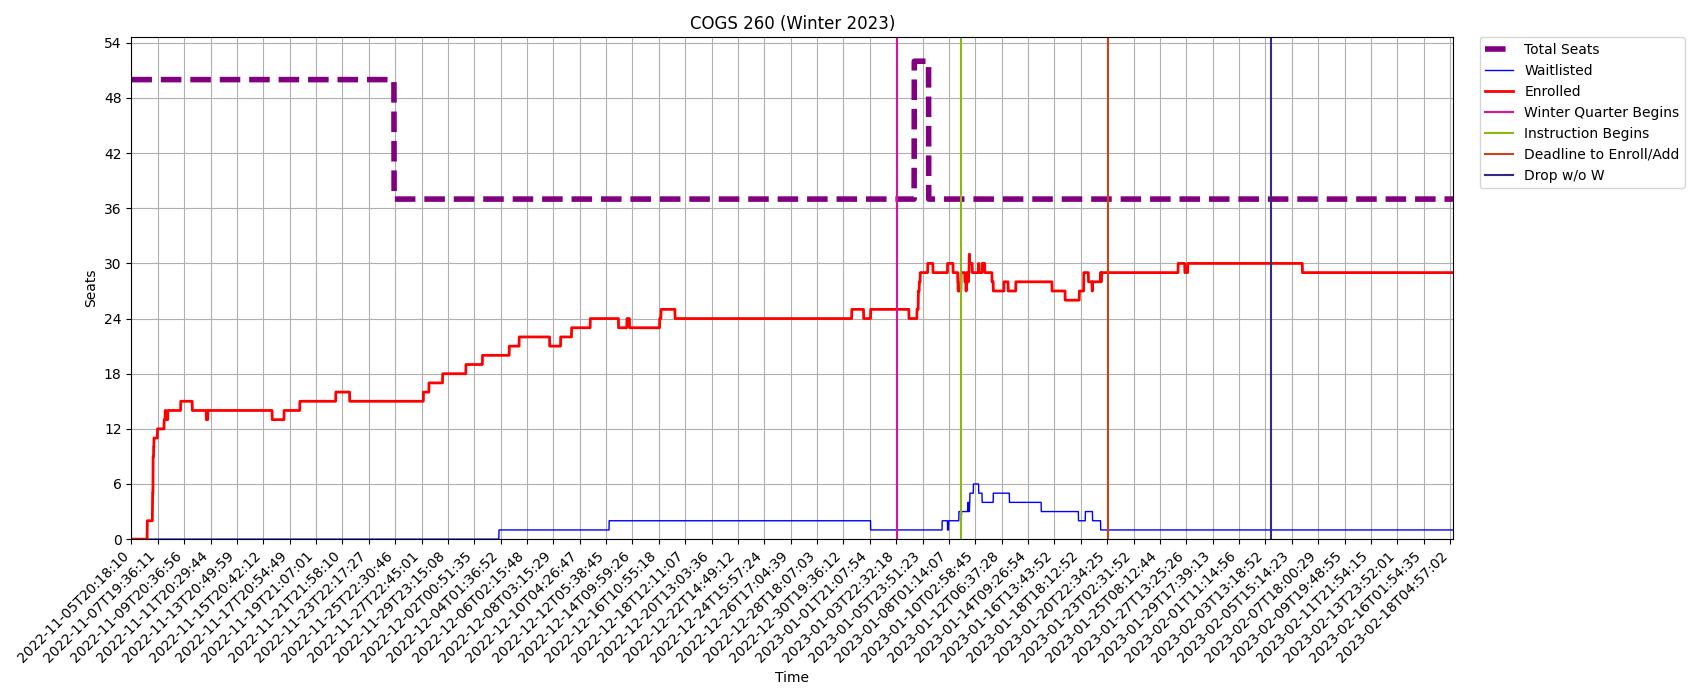 COGS 260 (Winter 2023)
54
48
42
36
30
24
18
12
6
0
Seats
2022-11-05T20:18:10
2022-11-07T19:36:11
2022-11-09T20:36:56
2022-11-11T20:29:44
2022-11-13T20:49:59
2022-11-15T20:42:12
2022-11-17T20:54:49
2022-11-19T21:07:01
2022-11-21T21:58:10
2022-11-23T22:17:27
2022-11-25T22:30:46
2022-11-27T22:45:01
2022-11-29T23:15:08
2022-12-02T00:51:35
2022-12-04T01:36:52
2022-12-06T02:15:48
2022-12-08T03:15:29
2022-12-10T04:26:47
2022-12-12T05:38:45
2022-12-14T09:59:26
2022-12-16T10:55:18
2022-12-18T12:11:07
2022-12-20T13:03:36
2022-12-22T14:49:12
2022-12-24T15:57:24
2022-12-26T17:04:39
2022-12-28T18:07:03
2022-12-30T19:36:12
2023-01-01T21:07:54
2023-01-03T22:32:18
2023-01-05T23:51:23
2023-01-08T01:14:07
2023-01-10T02:58:45
2023-01-12T06:37:28
2023-01-14T09:26:54
2023-01-16T13:43:52
2023-01-18T18:12:52
2023-01-20T22:34:25
2023-01-23T02:31:52
2023-01-25T08:12:44
2023-01-27T13:25:26
2023-01-29T17:39:13
2023-02-01T11:14:56
2023-02-03T13:18:52
2023-02-05T15:14:23
2023-02-07T18:00:29
2023-02-09T19:48:55
2023-02-11T21:54:15
2023-02-13T23:52:01
2023-02-16T01:54:35
2023-02-18T04:57:02
Time
Total Seats
Waitlisted
Enrolled
Winter Quarter Begins
Instruction Begins
Deadline to Enroll/Add
Drop w/o W